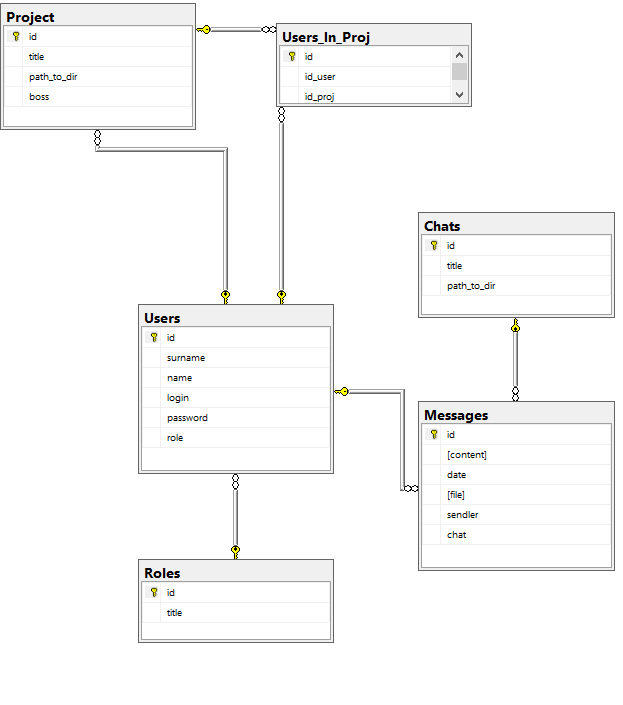 Project
id
title
path_to_dir
boss
Users_In_Proj
id
id_user
id_proj
Chats
id
title
path_to_dir
Users
id
surname
name
login
password
role
Messages
id
[content]
date
[file]
sendler
chat
Roles
id
title